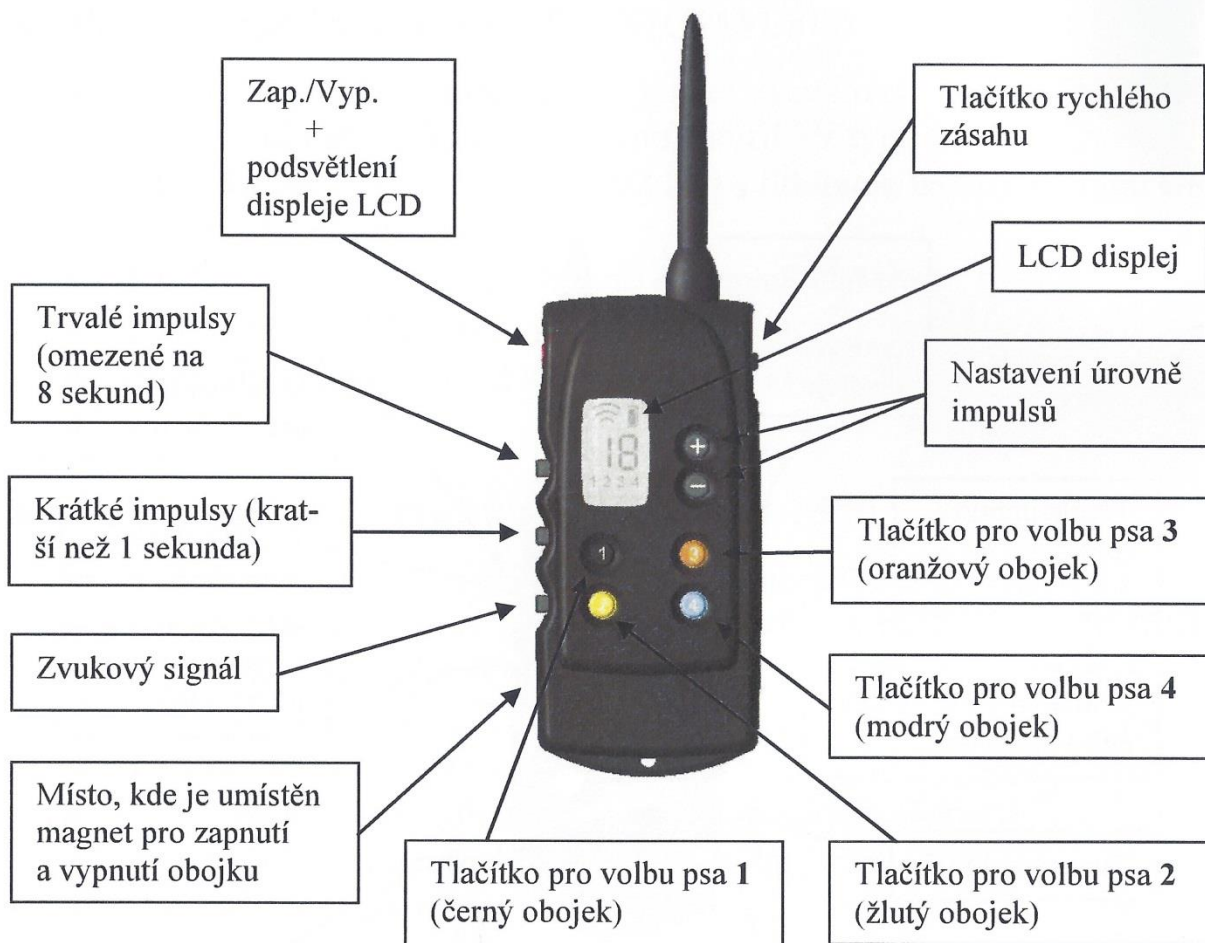 Zap./Vyp.
+
podsvětlení
displeje LCD
Tlačítko rychlého
zásahu
LCD displej
Trvalé impulsy
(omezené na
8 sekund)
Nastavení úrovně
impulsů
18
1 2 3 4
+
−
Krátké impulsy (krat-
ší než 1 sekunda)
1
3
Tlačítko pro volbu psa 3
(oranžový obojek)
2
4
Zvukový signál
Tlačítko pro volbu psa 4
(modrý obojek)
Místo, kde je umístěn
magnet pro zapnutí
a vypnutí obojku
Tlačítko pro volbu psa 1
(černý obojek)
Tlačítko pro volbu psa 2
(žlutý obojek)